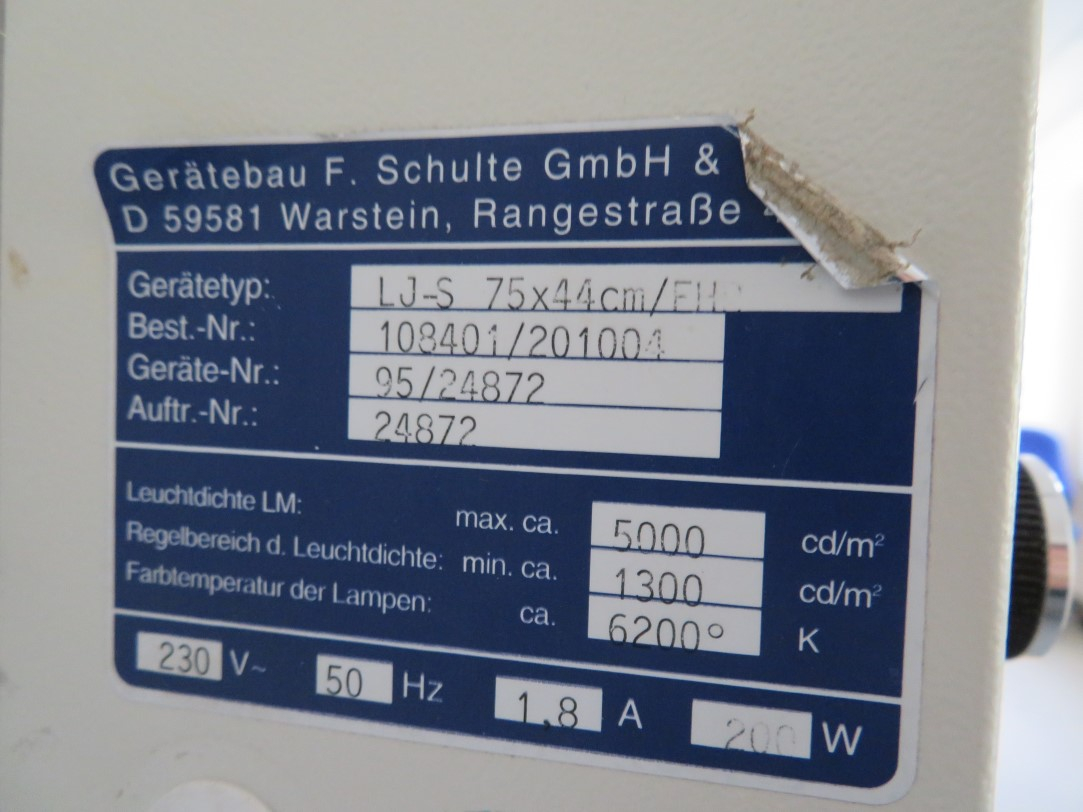 Gerätebau F. Schulte GmbH &
D 59581 Warstein, Rangestraße
Gerätetyp: LJ-S 75x44cm/
Best.-Nr.: 108401/201004
Geräte-Nr.: 95/24872
Auftr.-Nr.: 24872
Leuchtdichte LM: max. ca. 5000 cd/m²
Regelbereich d. Leuchtdichte: min. ca. 1300 cd/m²
Farbtemperatur der Lampen: ca. 6200° K
230 V~ 50 Hz 1,8 A 200 W